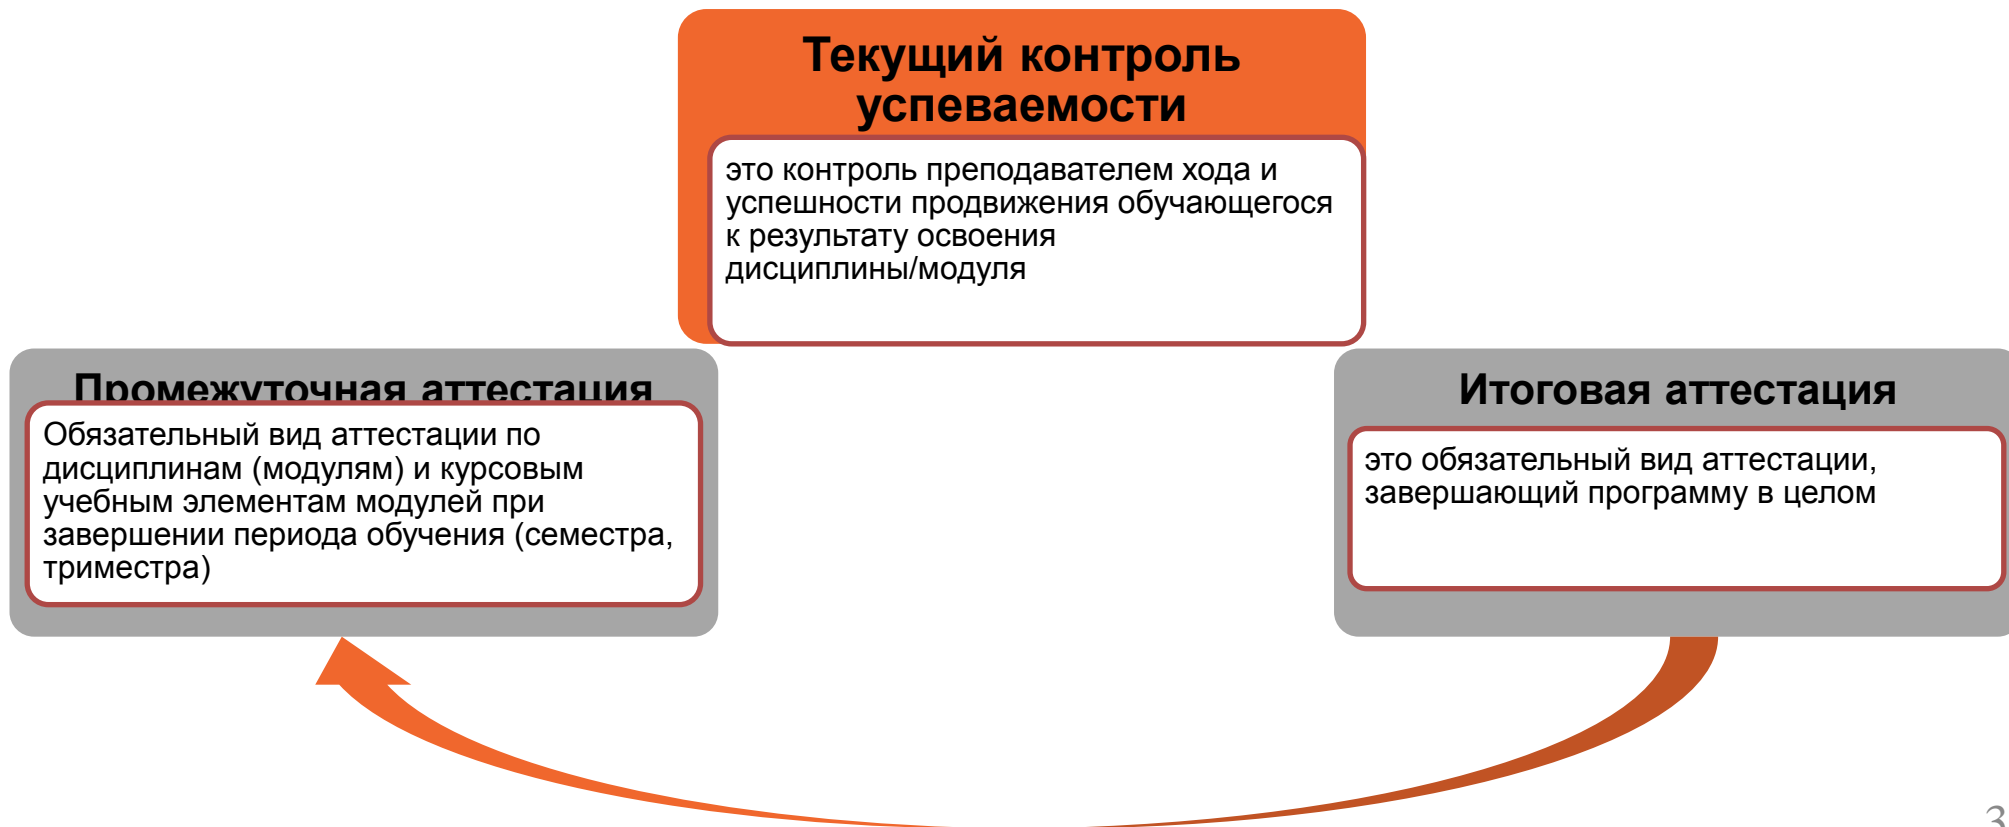 Текущий контроль
успеваемости
это контроль преподавателем хода и
успешности продвижения обучающегося
к результату освоения
дисциплины/модуля
Промежуточная аттестация
Обязательный вид аттестации по
дисциплинам (модулям) и курсовым
учебным элементам модулей при
завершении периода обучения (семестра,
триместра)
Итоговая аттестация
это обязательный вид аттестации,
завершающий программу в целом
3